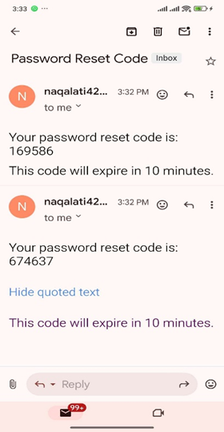 3:33
Password Reset Code Inbox
N
naqalati42... 3:32 PM
to me
Your password reset code is:
169586
This code will expire in 10 minutes.
N
naqalati42... 3:32 PM
to me
Your password reset code is:
674637
Hide quoted text
This code will expire in 10 minutes.
Reply
99+